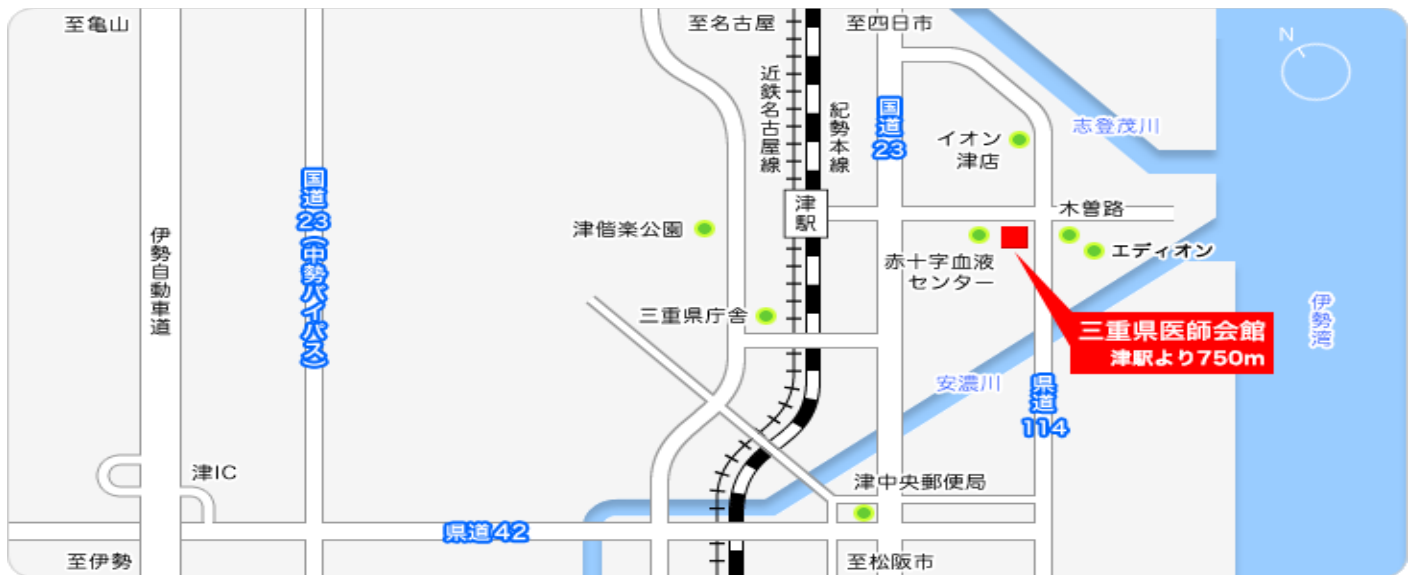 至亀山
至名古屋
至四日市
N
近鉄名古屋線
紀勢本線
国道23
イオン
津店
志登茂川
国道23(中勢バイパス)
伊勢自動車道
津偕楽公園
津駅
木曽路
赤十字血液
センター
エディオン
三重県庁舎
三重県医師会館
津駅より750m
伊勢湾
安濃川
県道114
津IC
津中央郵便局
県道42
至伊勢
至松阪市